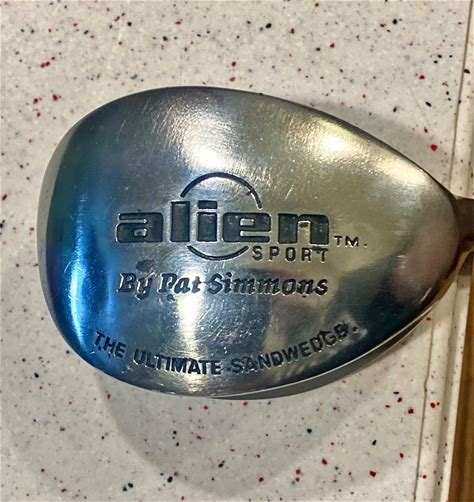 alien
SPORT TM.
By Pat Simmons
THE ULTIMATE SANDWEDGE.